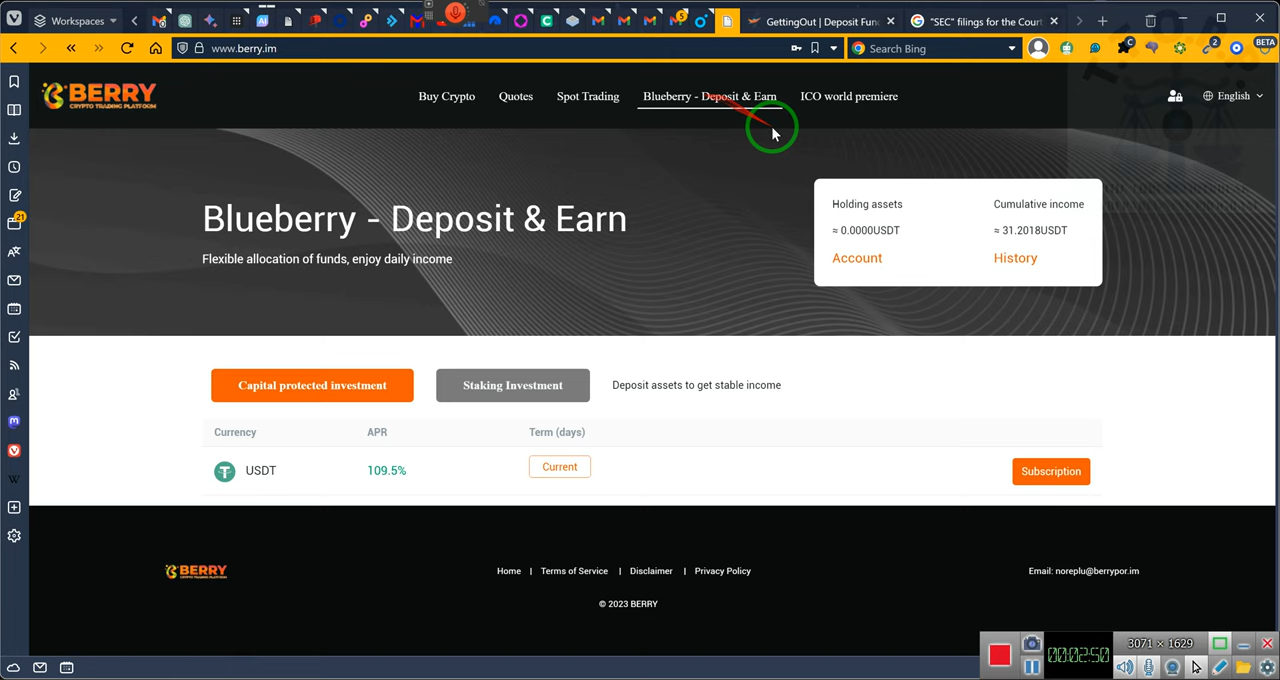 Workspaces
5
GettingOut | Deposit Fun
"SEC" filings for the Court
www.berry.im
Search Bing
C
2
BETA
BERRY
CRYPTO TRADING PLATFORM
Buy Crypto
Quotes
Spot Trading
Blueberry - Deposit & Earn
ICO world premiere
English
21
Blueberry - Deposit & Earn
Flexible allocation of funds, enjoy daily income
Holding assets
Cumulative income
≈ 0.0000USDT
≈ 31.2018USDT
Account
History
Capital protected investment
Staking Investment
Deposit assets to get stable income
Currency
APR
Term (days)
USDT
109.5%
Current
Subscription
BERRY
Home | Terms of Service | Disclaimer | Privacy Policy
Email: noreplu@berrypor.im
© 2023 BERRY
3071 × 1629
00:02:50